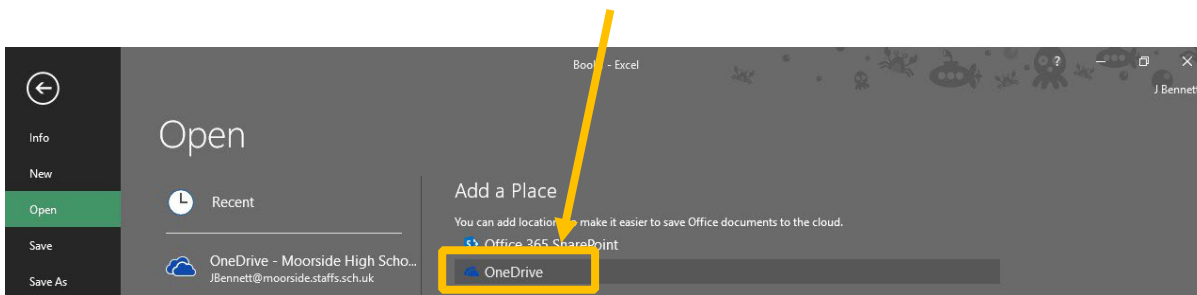 Book - Excel
?
J Bennett
Info
New
Open
Save
Save As
Open
Recent
OneDrive - Moorside High Scho...
JBennett@moorside.staffs.sch.uk
Add a Place
You can add location make it easier to save Office documents to the cloud.
Office 365 SharePoint
OneDrive